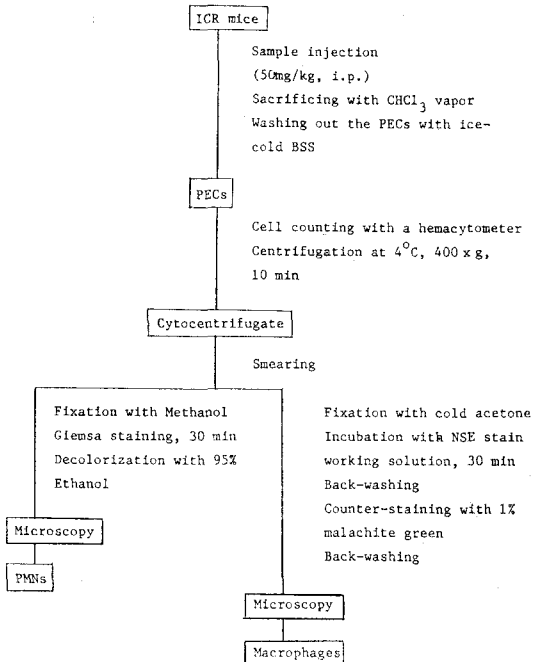 ICR mice
Sample injection
(50mg/kg, i.p.)
Sacrificing with CHCl3 vapor
Washing out the PECs with ice-
cold BSS
PECs
Cell counting with a hemacytometer
Centrifugation at 4°C, 400 x g,
10 min
Cytocentrifugate
Smearing
Fixation with Methanol
Giemsa staining, 30 min
Decolorization with 95%
Ethanol
Microscopy
PMNs
Fixation with cold acetone
Incubation with NSE stain
working solution, 30 min
Back-washing
Counter-staining with 1%
malachite green
Back-washing
Microscopy
Macrophages